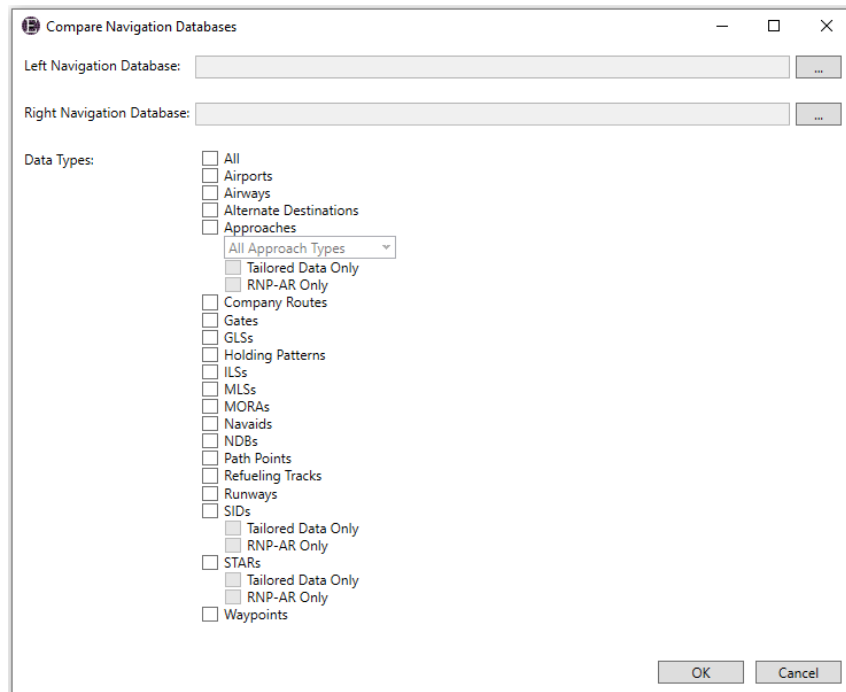 Compare Navigation Databases
Left Navigation Database:
...
Right Navigation Database:
...
Data Types:
All
Airports
Airways
Alternate Destinations
Approaches
All Approach Types
Tailored Data Only
RNP-AR Only
Company Routes
Gates
GLSs
Holding Patterns
ILSs
MLSs
MORAs
Navaids
NDBs
Path Points
Refueling Tracks
Runways
SIDs
Tailored Data Only
RNP-AR Only
STARs
Tailored Data Only
RNP-AR Only
Waypoints
OK Cancel